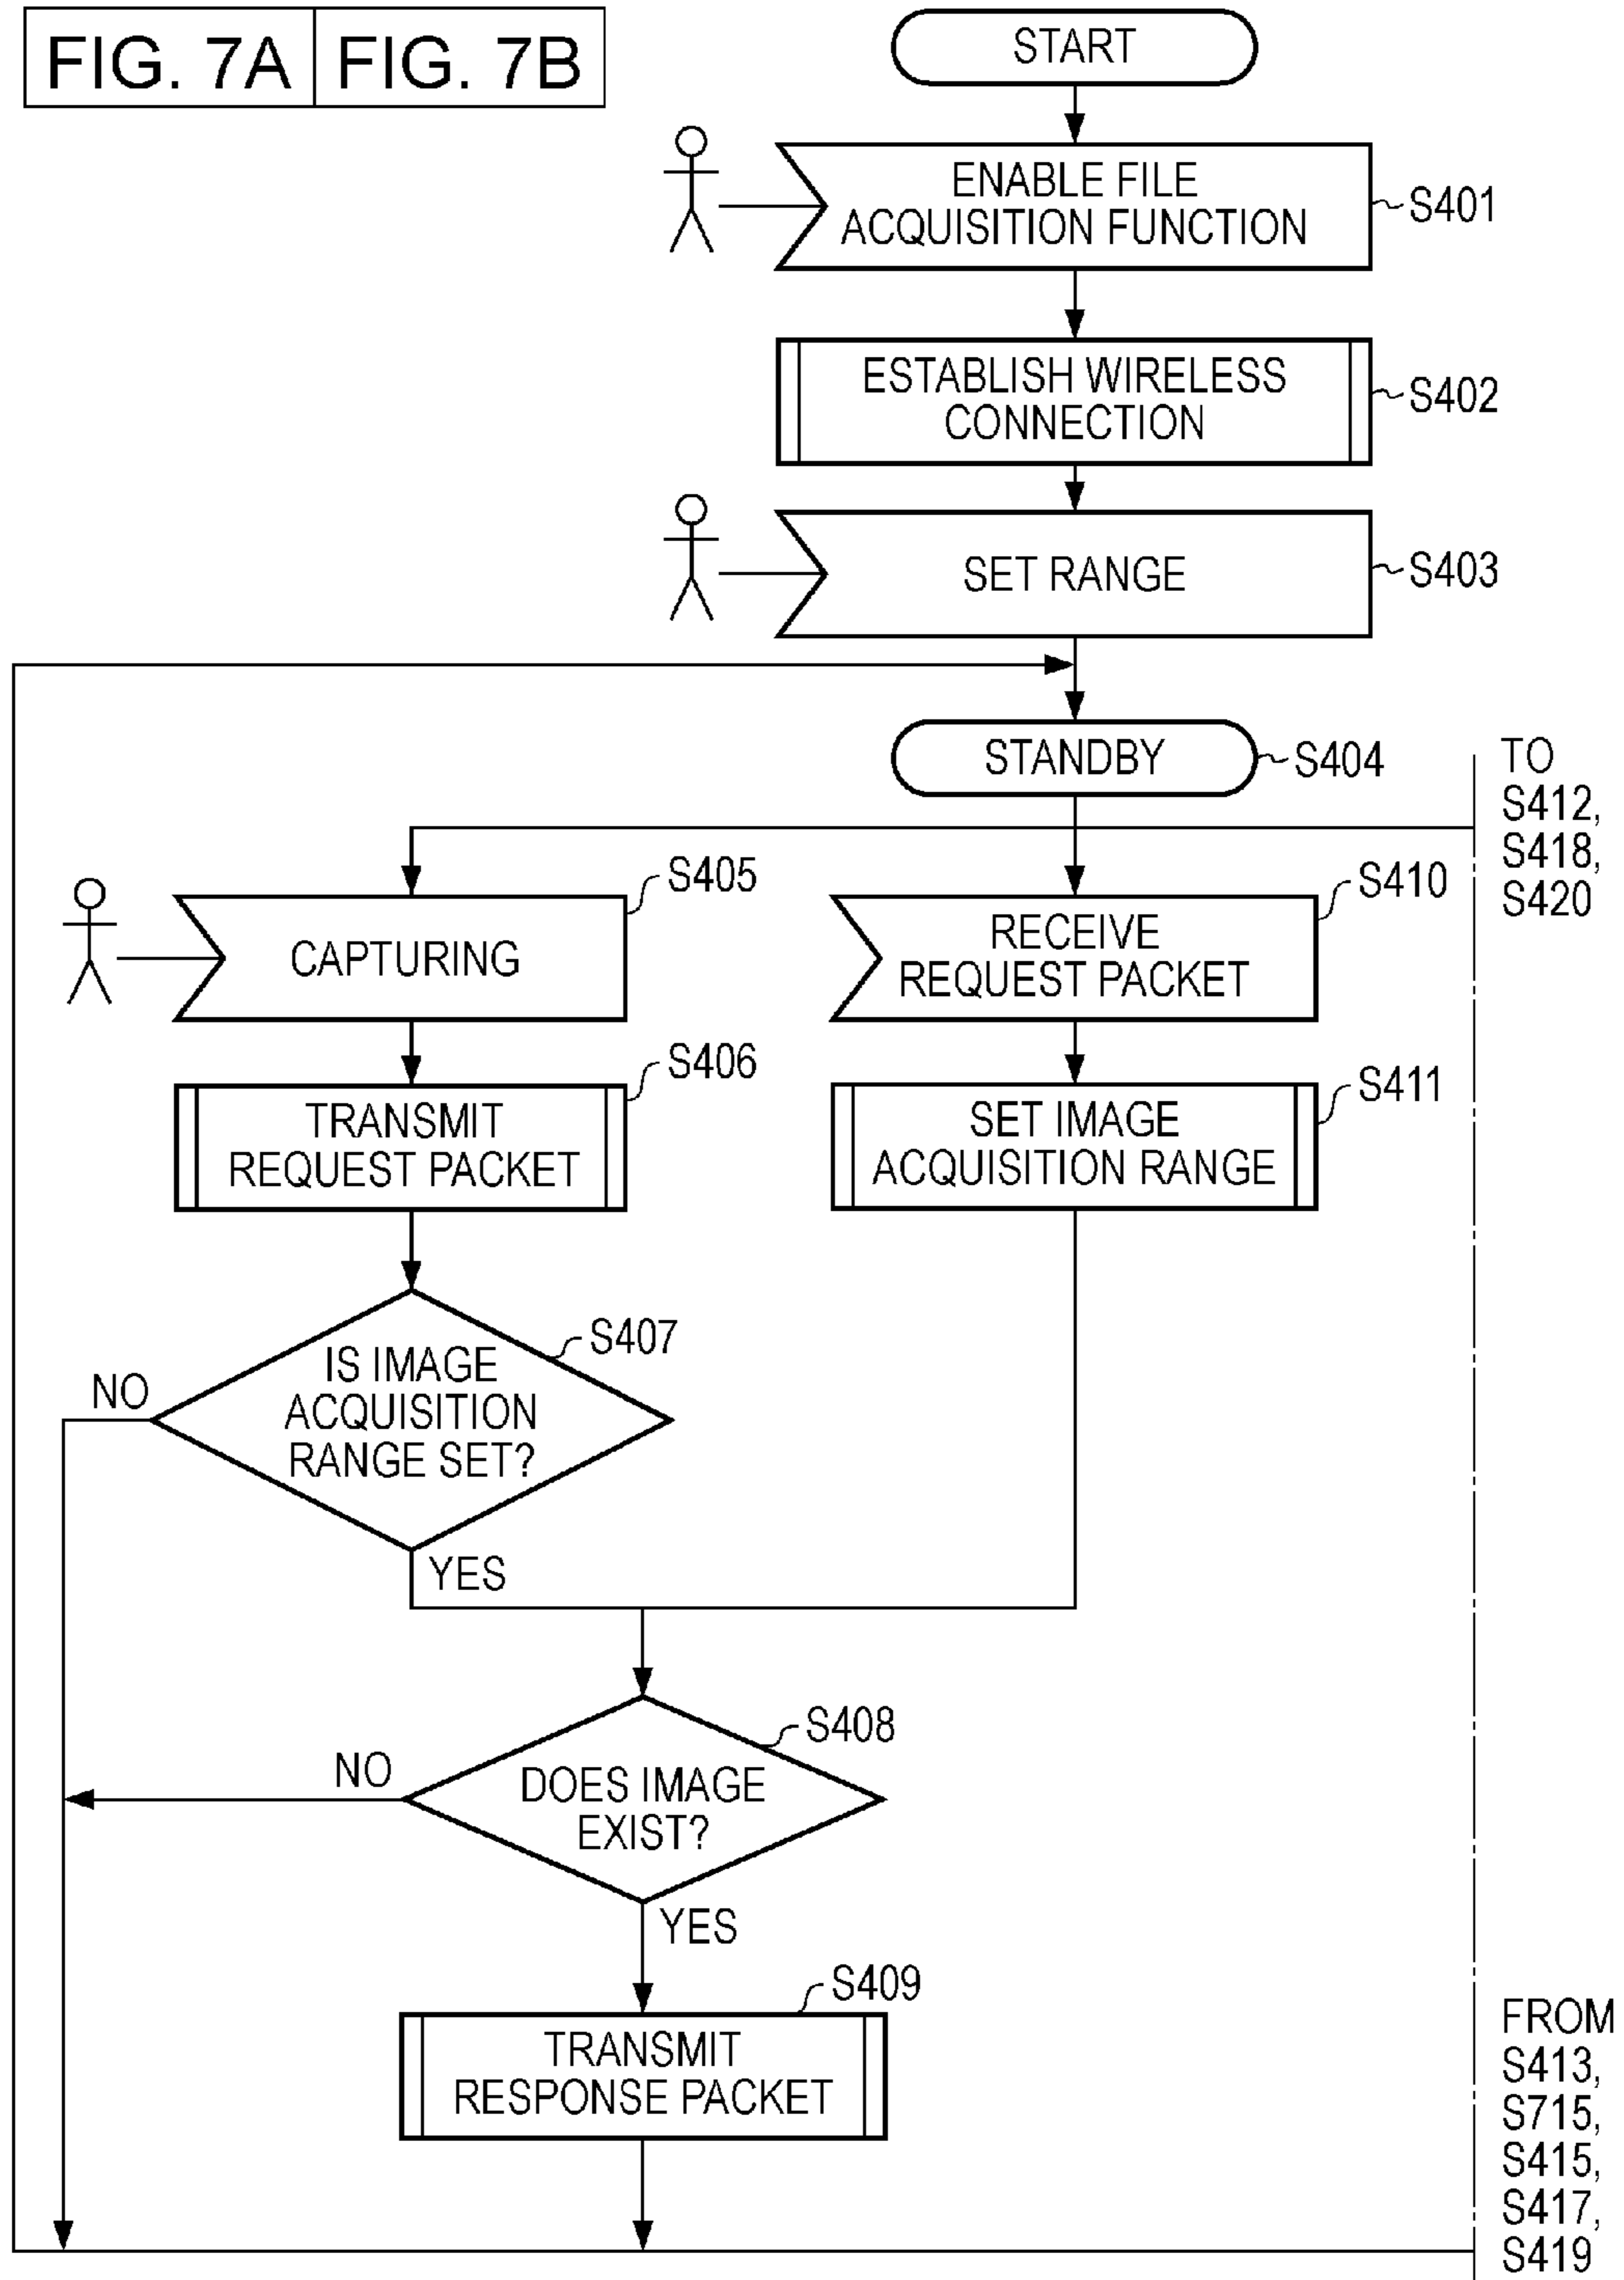 FIG. 7A FIG. 7B
START
ENABLE FILE
ACQUISITION FUNCTION
S401
ESTABLISH WIRELESS
CONNECTION
S402
SET RANGE
S403
STANDBY
S404
TO
S412,
S418,
S420
CAPTURING
S405
RECEIVE
REQUEST PACKET
S410
TRANSMIT
REQUEST PACKET
S406
SET IMAGE
ACQUISITION RANGE
S411
IS IMAGE
ACQUISITION
RANGE SET?
S407
NO
YES
DOES IMAGE
EXIST?
S408
NO
YES
TRANSMIT
RESPONSE PACKET
S409
FROM
S413,
S715,
S415,
S417,
S419